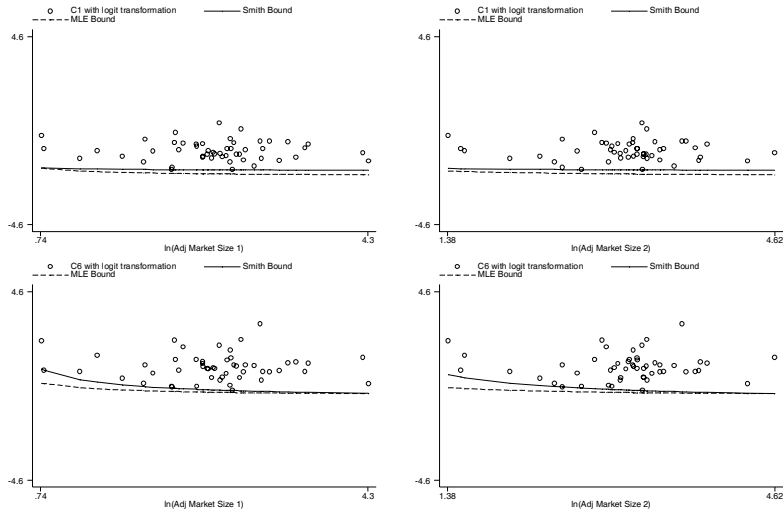 C1 with logit transformation Smith Bound
MLE Bound
4.6
-4.6
.74 4.3
ln(Adj Market Size 1)
C1 with logit transformation Smith Bound
MLE Bound
4.6
-4.6
1.38 4.62
ln(Adj Market Size 2)
C6 with logit transformation Smith Bound
MLE Bound
4.6
-4.6
.74 4.3
ln(Adj Market Size 1)
C6 with logit transformation Smith Bound
MLE Bound
4.6
-4.6
1.38 4.62
ln(Adj Market Size 2)